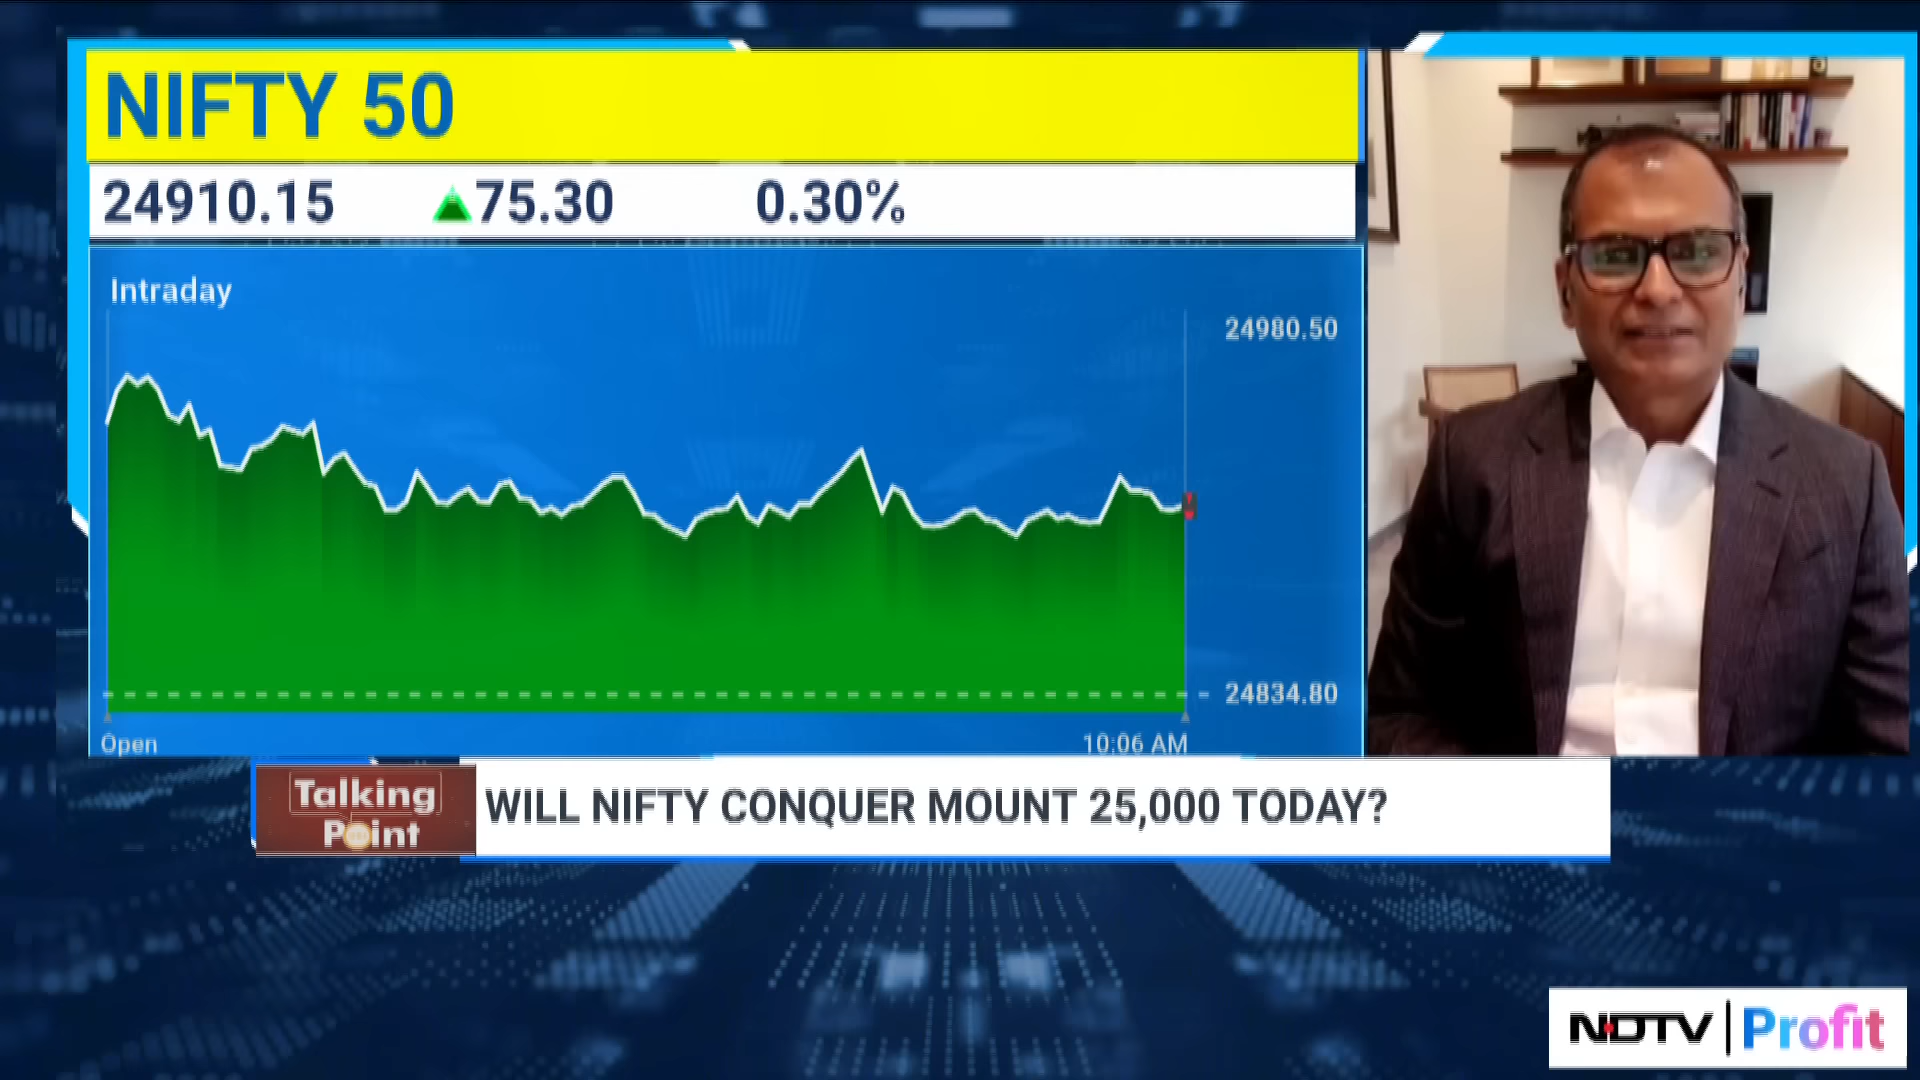 NIFTY 50
24910.15 ▲75.30 0.30%
Intraday
24980.50
24834.80
Open 10:06 AM
Talking
Point
WILL NIFTY CONQUER MOUNT 25,000 TODAY?
NDTV | Profit